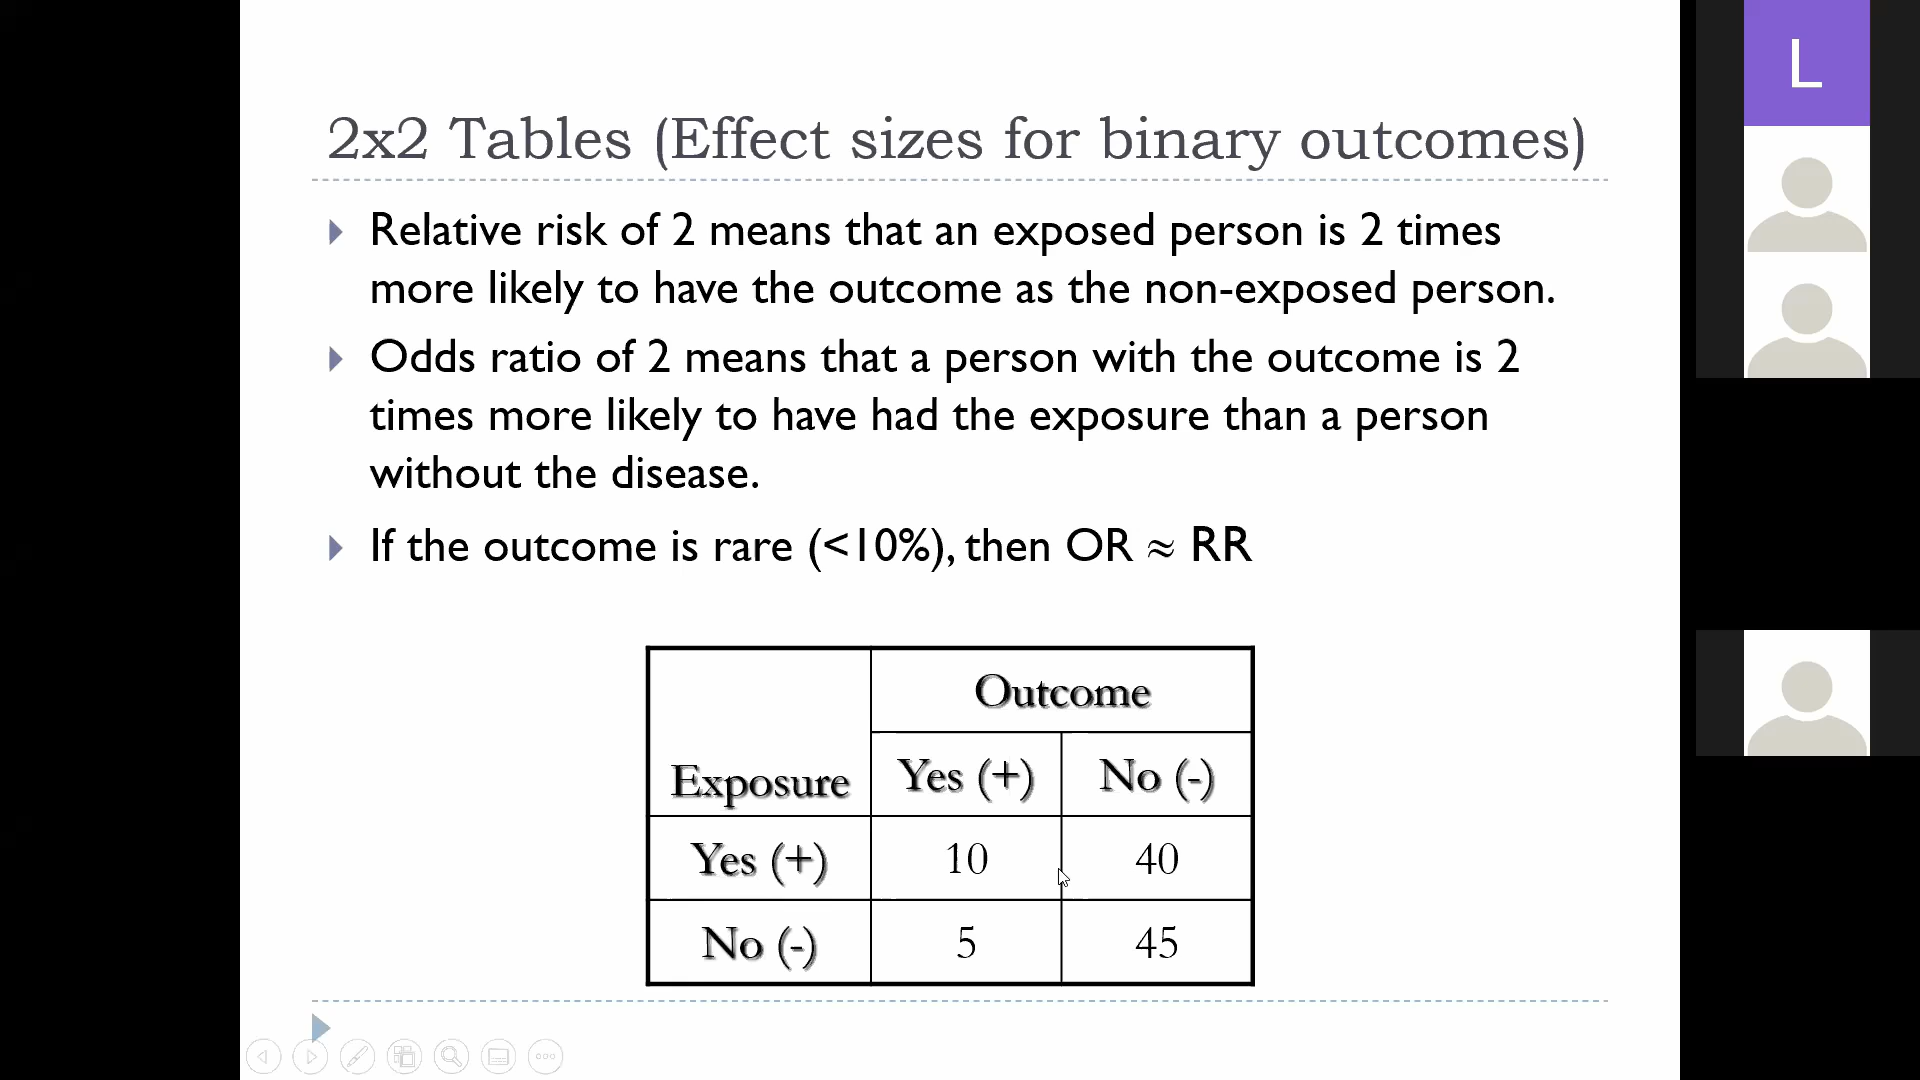 2x2 Tables (Effect sizes for binary outcomes)
Relative risk of 2 means that an exposed person is 2 times
more likely to have the outcome as the non-exposed person.
Odds ratio of 2 means that a person with the outcome is 2
times more likely to have had the exposure than a person
without the disease.
If the outcome is rare (<10%), then OR ≈ RR
Outcome
Exposure Yes (+) No (-)
Yes (+) 10 40
No (-) 5 45
L